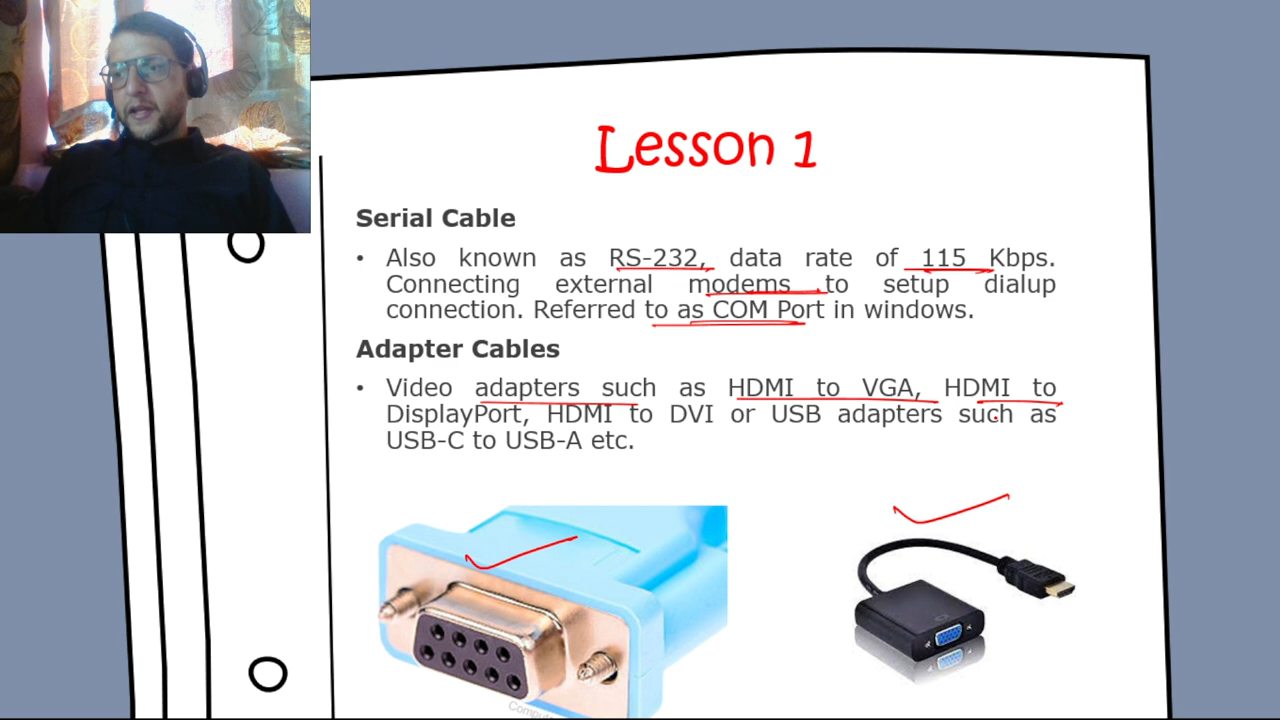 Lesson 1
Serial Cable
• Also known as RS-232, data rate of 115 Kbps.
Connecting external modems to setup dialup
connection. Referred to as COM Port in windows.
Adapter Cables
• Video adapters such as HDMI to VGA, HDMI to
DisplayPort, HDMI to DVI or USB adapters such as
USB-C to USB-A etc.